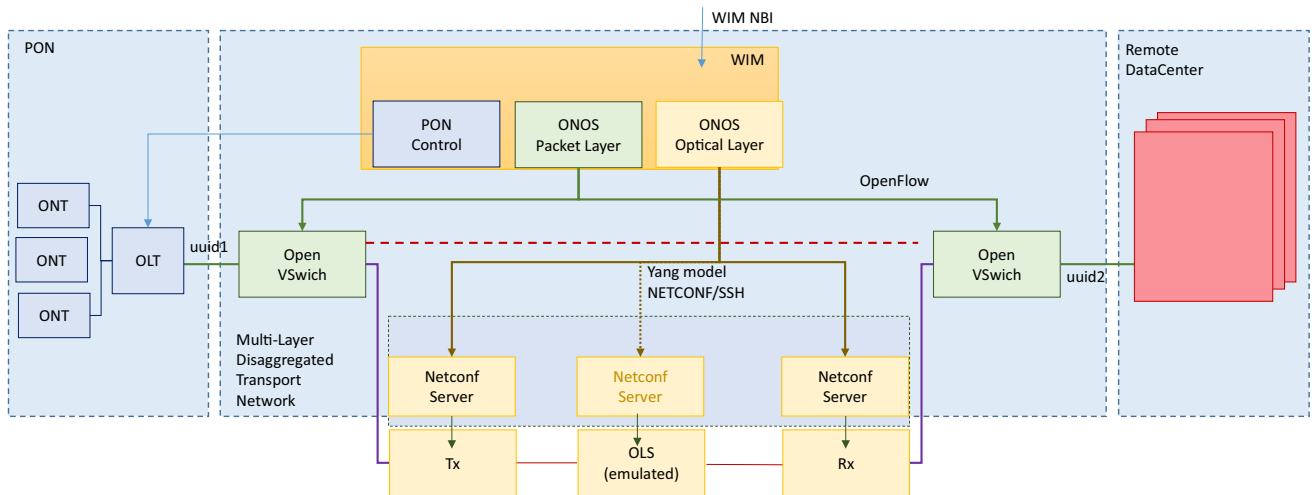 WIM NBI
PON
WIM
Remote
DataCenter
PON
Control
ONOS
Packet Layer
ONOS
Optical Layer
OpenFlow
ONT
ONT
ONT
OLT
uuid1
Open
VSwich
Open
VSwich
uuid2
Yang model
NETCONF/SSH
Multi-Layer
Disaggregated
Transport
Network
Netconf
Server
Netconf
Server
Netconf
Server
Tx
OLS
(emulated)
Rx